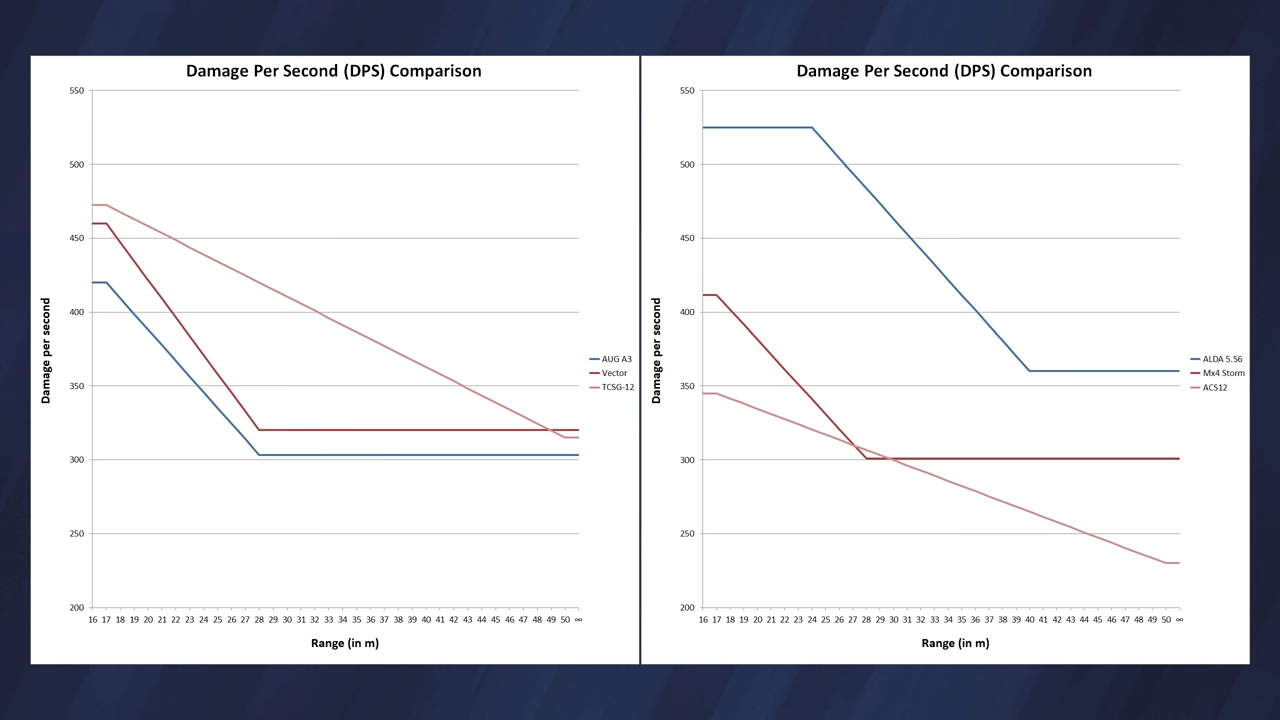 Damage Per Second (DPS) Comparison
550
500
450
400
350
300
250
200
Damage per second
16 17 18 19 20 21 22 23 24 25 26 27 28 29 30 31 32 33 34 35 36 37 38 39 40 41 42 43 44 45 46 47 48 49 50 ∞
Range (in m)
AUG A3
Vector
TCSG-12
Damage Per Second (DPS) Comparison
550
500
450
400
350
300
250
200
Damage per second
16 17 18 19 20 21 22 23 24 25 26 27 28 29 30 31 32 33 34 35 36 37 38 39 40 41 42 43 44 45 46 47 48 49 50 ∞
Range (in m)
ALDA 5.56
Mx4 Storm
ACS12